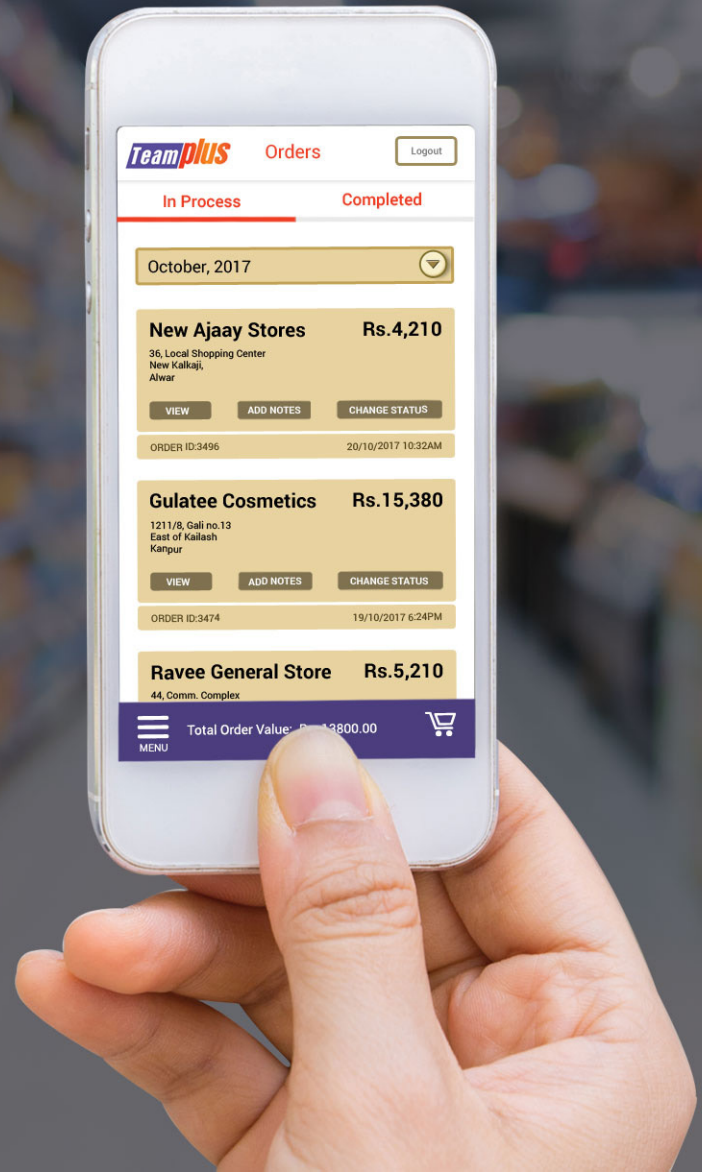 Teamplus Orders Logout
In Process Completed
October, 2017
New Ajaay Stores Rs.4,210
36, Local Shopping Center
New Kalkaji,
Alwar
VIEW ADD NOTES CHANGE STATUS
ORDER ID:3496 20/10/2017 10:32AM
Gulatee Cosmetics Rs.15,380
1211/8, Gali no.13
East of Kailash
Kanpur
VIEW ADD NOTES CHANGE STATUS
ORDER ID:3474 19/10/2017 6:24PM
Ravee General Store Rs.5,210
44, Comm. Complex
Total Order Value: 3800.00
MENU